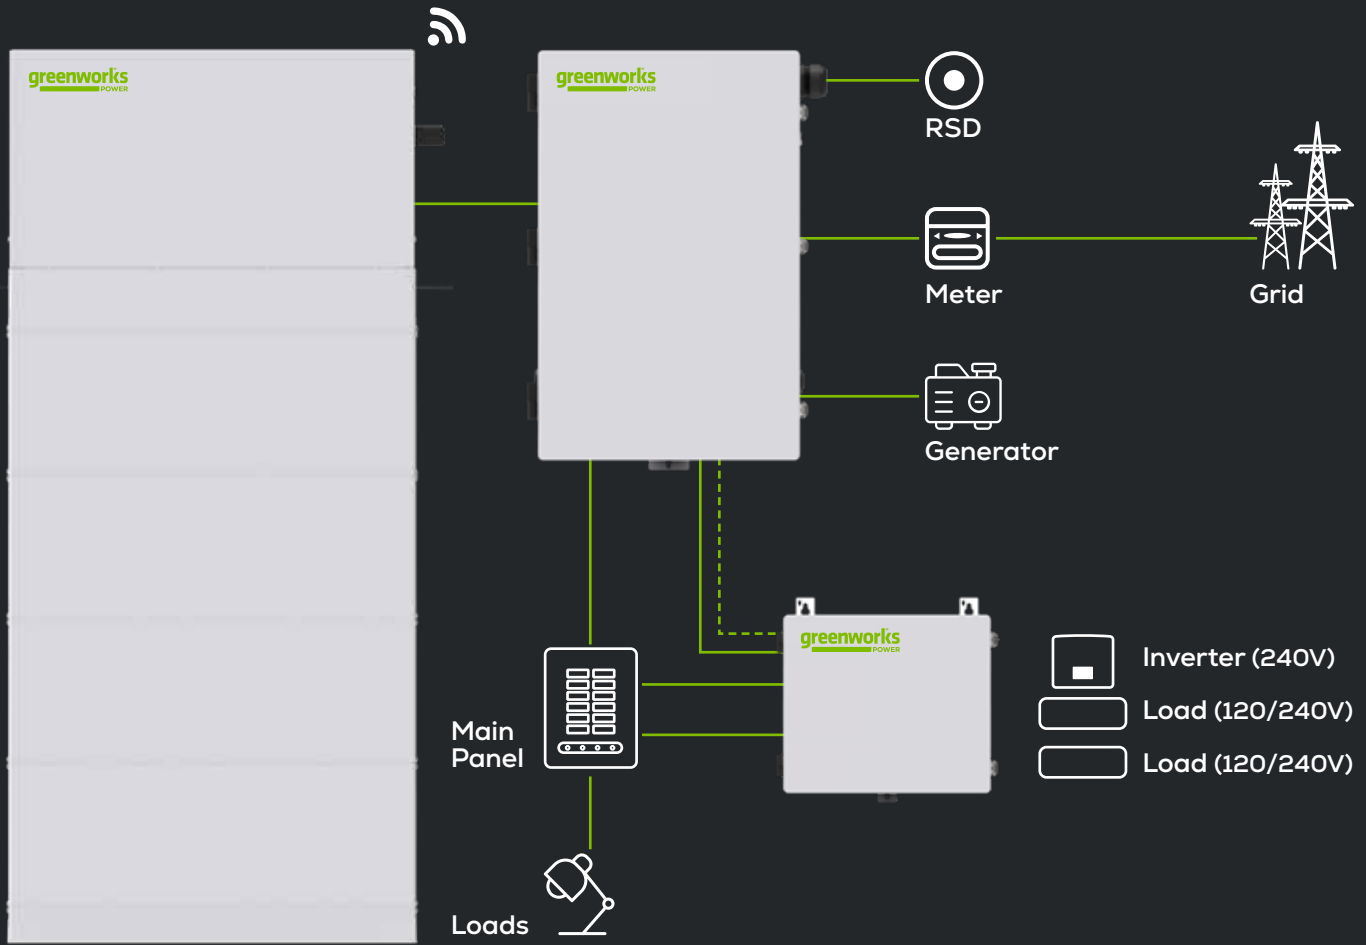 greenworks
POWER
greenworks
POWER
RSD
Meter
Grid
Generator
greenworks
POWER
Inverter (240V)
Load (120/240V)
Load (120/240V)
Main
Panel
Loads